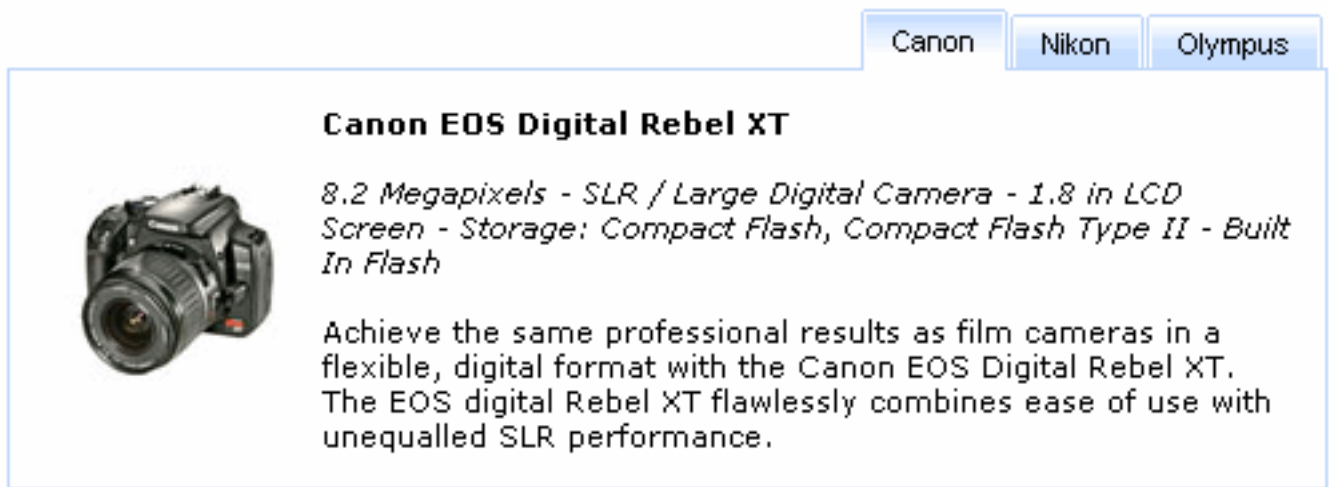 Canon Nikon Olympus
Canon EOS Digital Rebel XT
8.2 Megapixels - SLR / Large Digital Camera - 1.8 in LCD
Screen - Storage: Compact Flash, Compact Flash Type II - Built
In Flash
Achieve the same professional results as film cameras in a
flexible, digital format with the Canon EOS Digital Rebel XT.
The EOS digital Rebel XT flawlessly combines ease of use with
unequalled SLR performance.